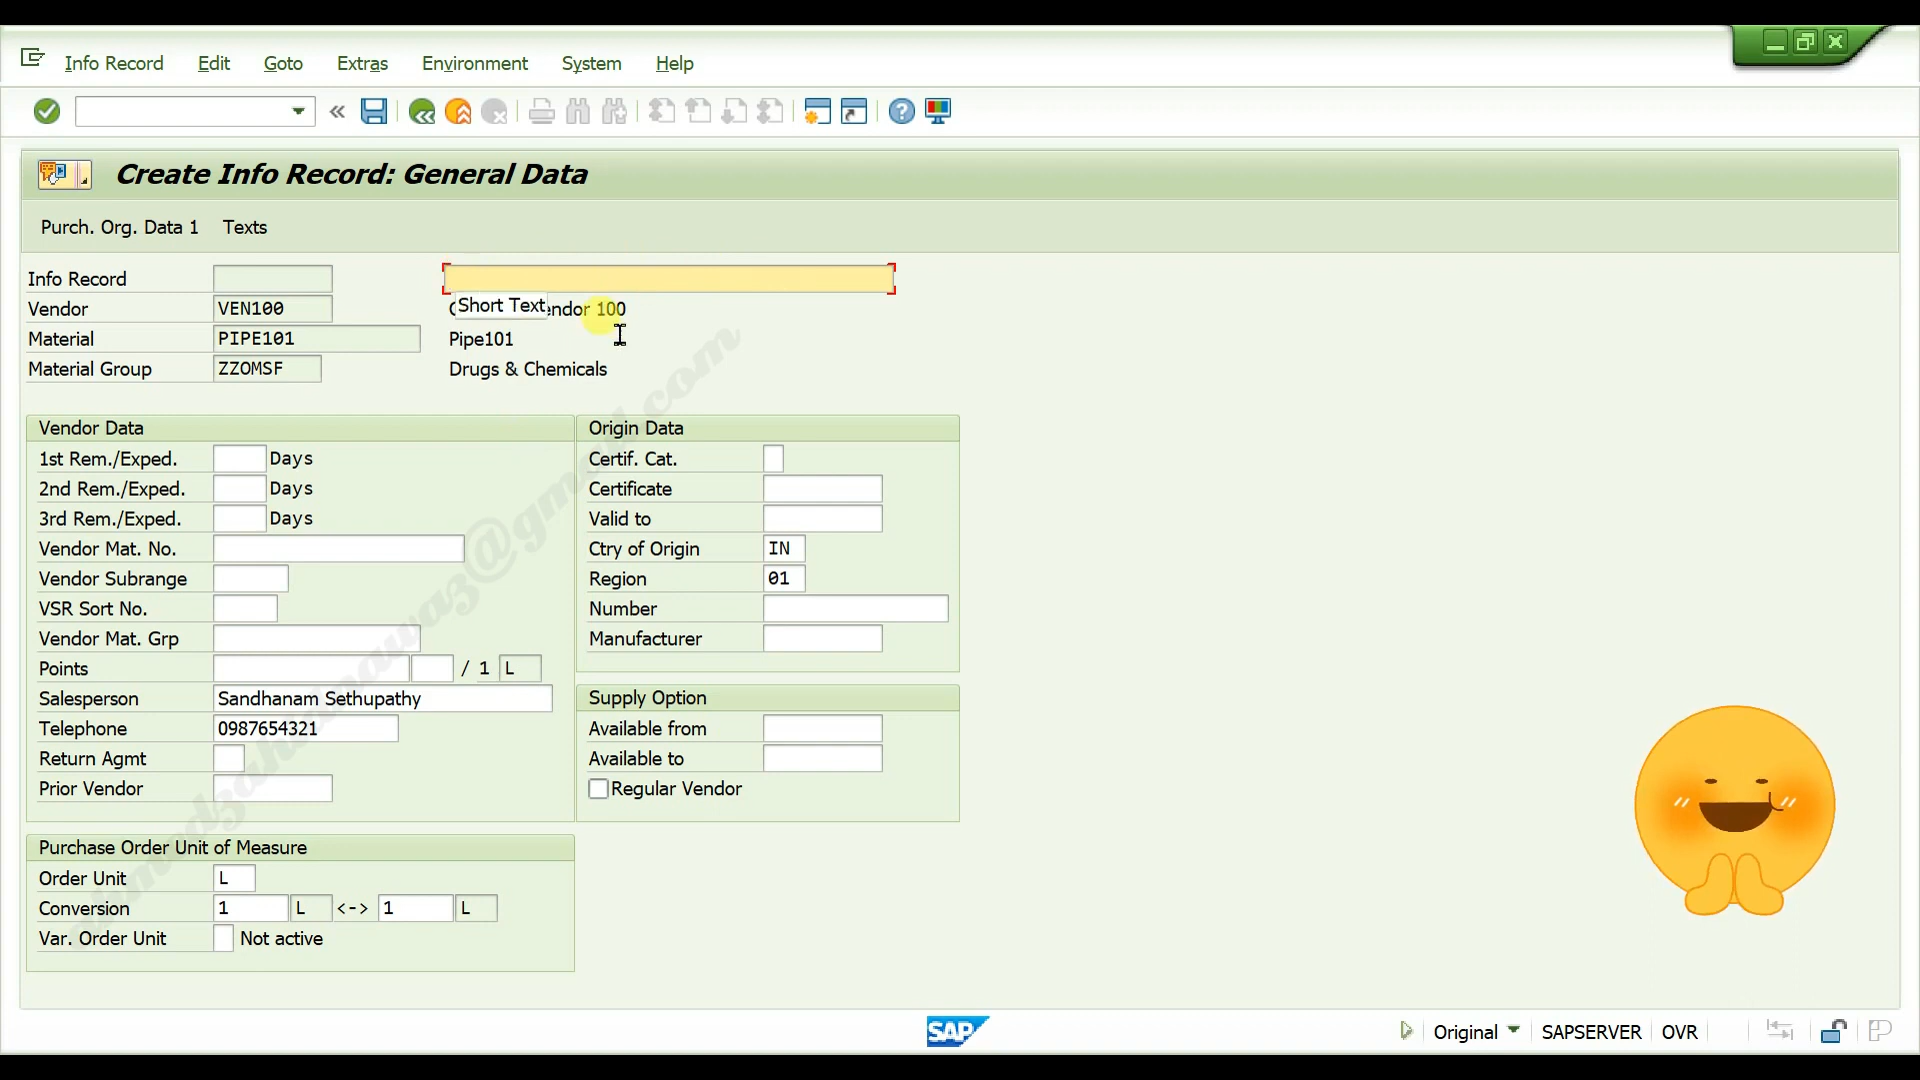 Info Record Edit Goto Extras Environment System Help
Create Info Record: General Data
Purch. Org. Data 1 Texts
Info Record
Short Text
Vendor VEN100 endor 100
Material PIPE101 Pipe101
Material Group ZZOMSF Drugs & Chemicals
Vendor Data
1st Rem./Exped. Days
2nd Rem./Exped. Days
3rd Rem./Exped. Days
Vendor Mat. No.
Vendor Subrange
VSR Sort No.
Vendor Mat. Grp
Points / 1 L
Salesperson Sandhanam Sethupathy
Telephone 0987654321
Return Agmt
Prior Vendor
Origin Data
Certif. Cat.
Certificate
Valid to
Ctry of Origin IN
Region 01
Number
Manufacturer
Supply Option
Available from
Available to
Regular Vendor
Purchase Order Unit of Measure
Order Unit L
Conversion 1 L <-> 1 L
Var. Order Unit Not active
SAP Original SAPSERVER OVR